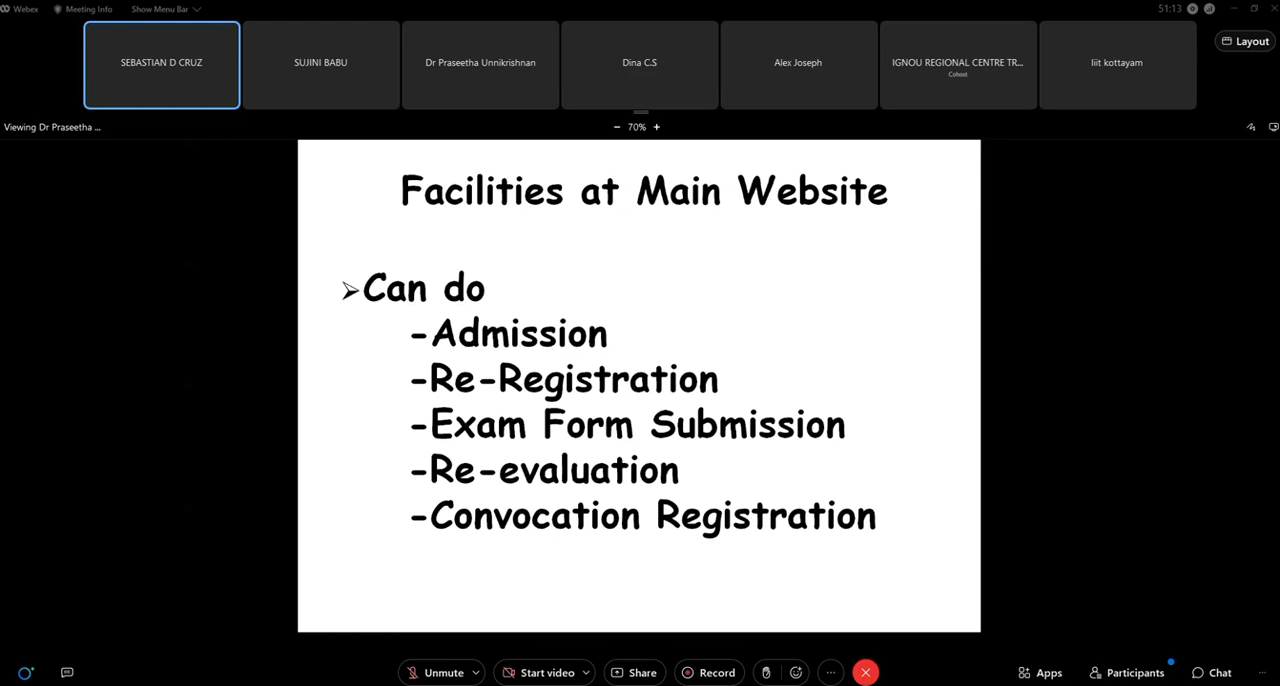 Webex
Meeting Info
Show Menu Bar
51:13
SEBASTIAN D CRUZ
SUJINI BABU
Dr Praseetha Unnikrishnan
Dina C.S
Alex Joseph
IGNOU REGIONAL CENTRE TR...
Cohost
liit kottayam
Layout
Viewing Dr Praseetha ...
− 70% +
Facilities at Main Website
➢Can do
-Admission
-Re-Registration
-Exam Form Submission
-Re-evaluation
-Convocation Registration
Unmute
Start video
Share
Record
Apps
Participants
Chat